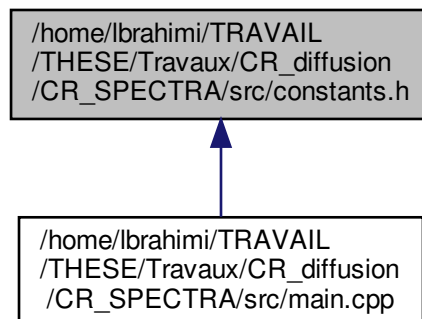 /home/lbrahimi/TRAVAIL
/THESE/Travaux/CR_diffusion
/CR_SPECTRA/src/constants.h
/home/lbrahimi/TRAVAIL
/THESE/Travaux/CR_diffusion
/CR_SPECTRA/src/main.cpp